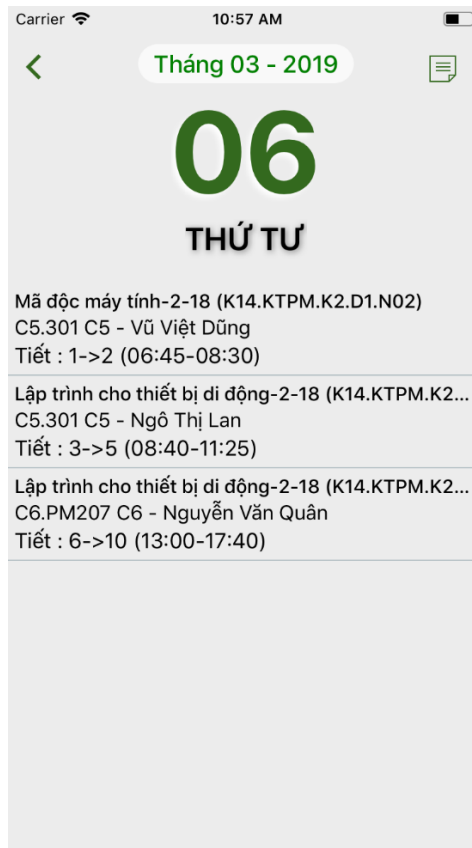 Carrier
10:57 AM
Tháng 03 - 2019
06
THỨ TƯ
Mã độc máy tính-2-18 (K14.KTPM.K2.D1.N02)
C5.301 C5 - Vũ Việt Dũng
Tiết : 1->2 (06:45-08:30)
Lập trình cho thiết bị di động-2-18 (K14.KTPM.K2...
C5.301 C5 - Ngô Thị Lan
Tiết : 3->5 (08:40-11:25)
Lập trình cho thiết bị di động-2-18 (K14.KTPM.K2...
C6.PM207 C6 - Nguyễn Văn Quân
Tiết : 6->10 (13:00-17:40)